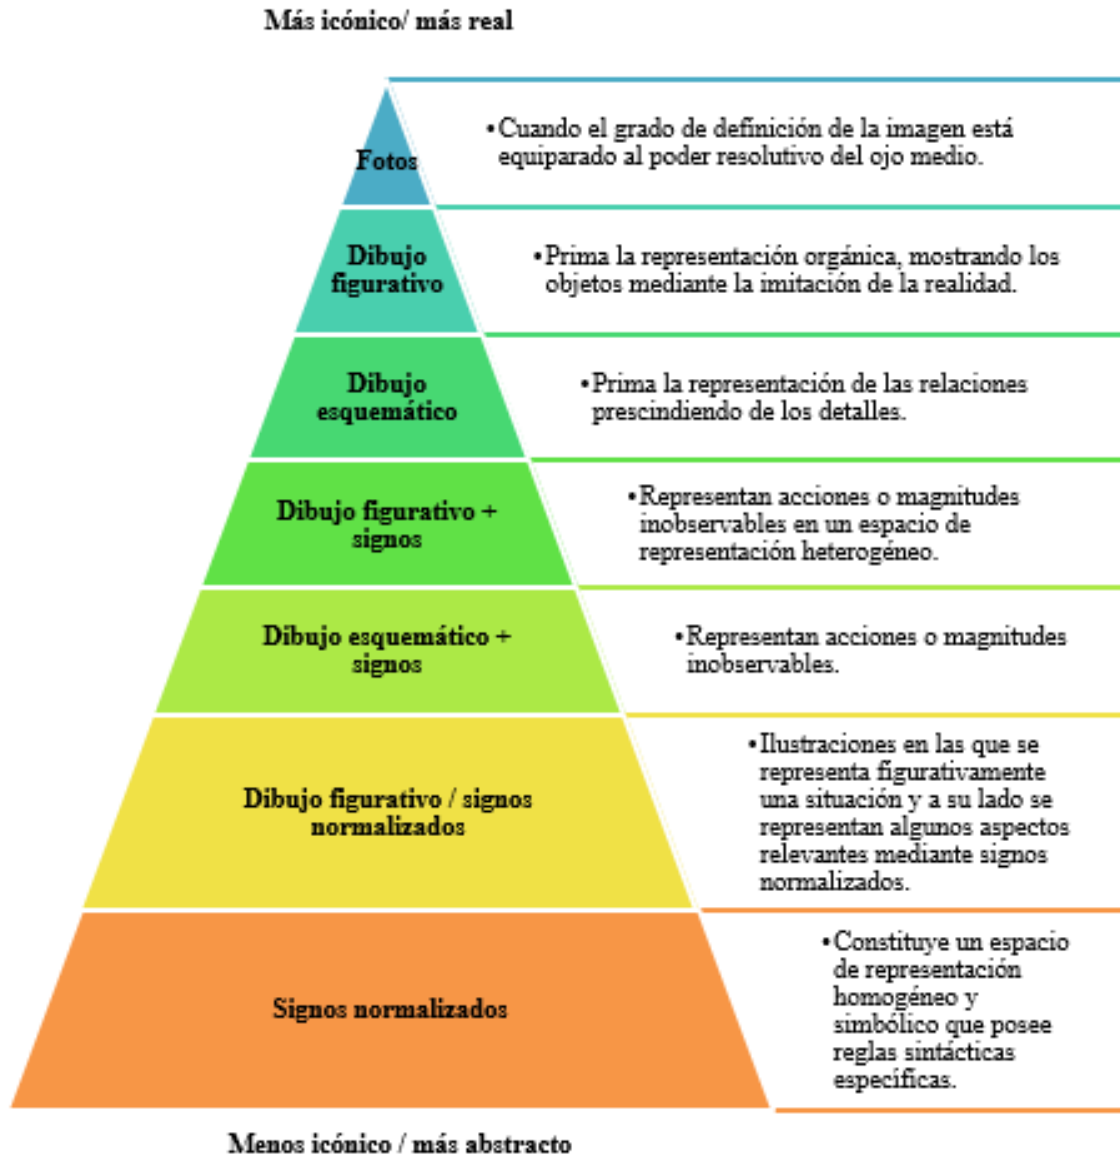 Más icónico/ más real
Fotos
•Cuando el grado de definición de la imagen está
equiparado al poder resolutivo del ojo medio.
Dibujo
figurativo
•Prima la representación orgánica, mostrando los
objetos mediante la imitación de la realidad.
Dibujo
esquemático
•Prima la representación de las relaciones
prescindiendo de los detalles.
Dibujo figurativo +
signos
•Representan acciones o magnitudes
inobservables en un espacio de
representación heterogéneo.
Dibujo esquemático +
signos
•Representan acciones o magnitudes
inobservables.
Dibujo figurativo / signos
normalizados
•Ilustraciones en las que se
representa figurativamente
una situación y a su lado se
representan algunos aspectos
relevantes mediante signos
normalizados.
Signos normalizados
•Constituye un espacio
de representación
homogéneo y
simbólico que posee
reglas sintácticas
específicas.
Menos icónico / más abstracto